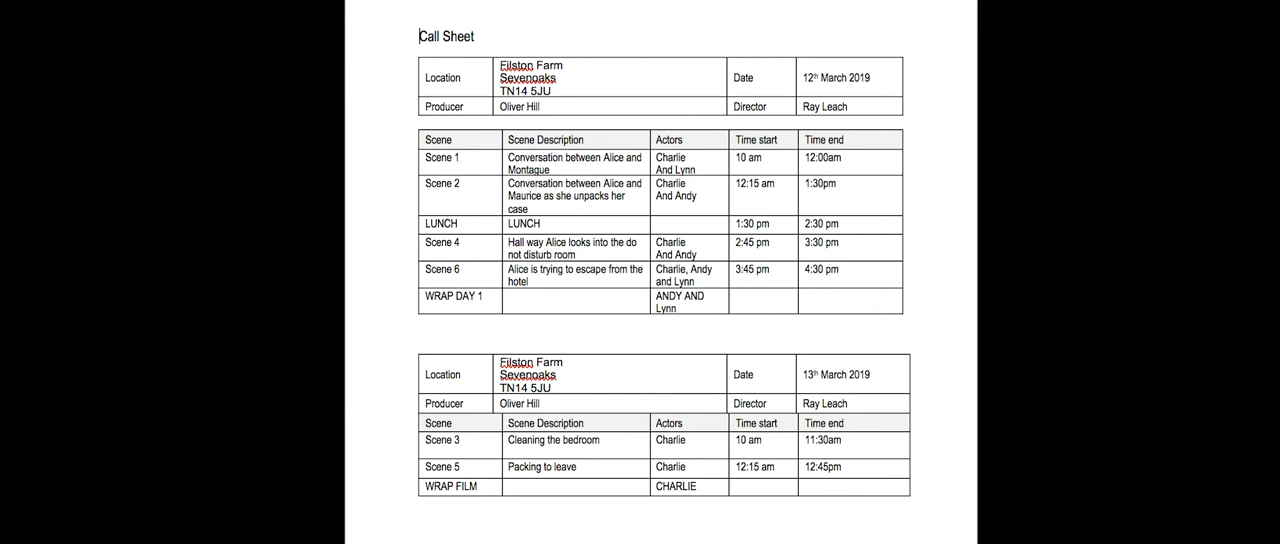 Call Sheet
Location
Filston Farm
Sevenoaks
TN14 5JU
Date
12th March 2019
Producer
Oliver Hill
Director
Ray Leach
Scene
Scene Description
Actors
Time start
Time end
Scene 1
Conversation between Alice and
Montague
Charlie
And Lynn
10 am
12:00am
Scene 2
Conversation between Alice and
Maurice as she unpacks her
case
Charlie
And Andy
12:15 am
1:30pm
LUNCH
LUNCH
1:30 pm
2:30 pm
Scene 4
Hall way Alice looks into the do
not disturb room
Charlie
And Andy
2:45 pm
3:30 pm
Scene 6
Alice is trying to escape from the
hotel
Charlie, Andy
and Lynn
3:45 pm
4:30 pm
WRAP DAY 1
ANDY AND
Lynn
Location
Filston Farm
Sevenoaks
TN14 5JU
Date
13th March 2019
Producer
Oliver Hill
Director
Ray Leach
Scene
Scene Description
Actors
Time start
Time end
Scene 3
Cleaning the bedroom
Charlie
10 am
11:30am
Scene 5
Packing to leave
Charlie
12:15 am
12:45pm
WRAP FILM
CHARLIE